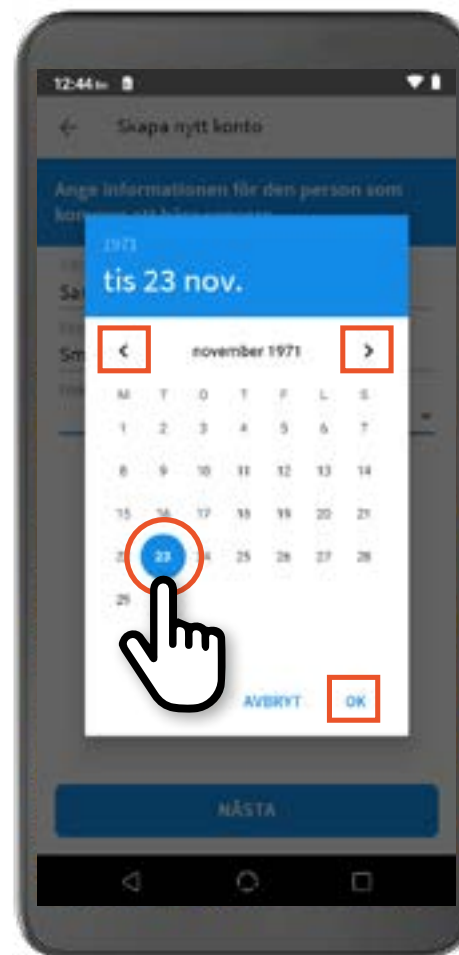 12:44
Skapa nytt konto
Ange informationen för den person som
1971
tis 23 nov.
Sa
Sm
november 1971
M T O T F L S
1 2 3 4 5 6 7
8 9 10 11 12 13 14
15 16 17 18 19 20 21
23 25 26 27 28
29
AVBRYT OK
NÄSTA